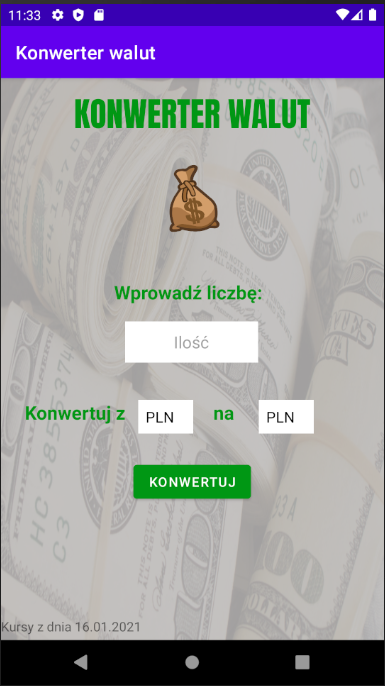 11:33
Konwerter walut
KONWERTER WALUT
Wprowadź liczbę:
Ilość
Konwertuj z PLN na PLN
KONWERTUJ
Kursy z dnia 16.01.2021